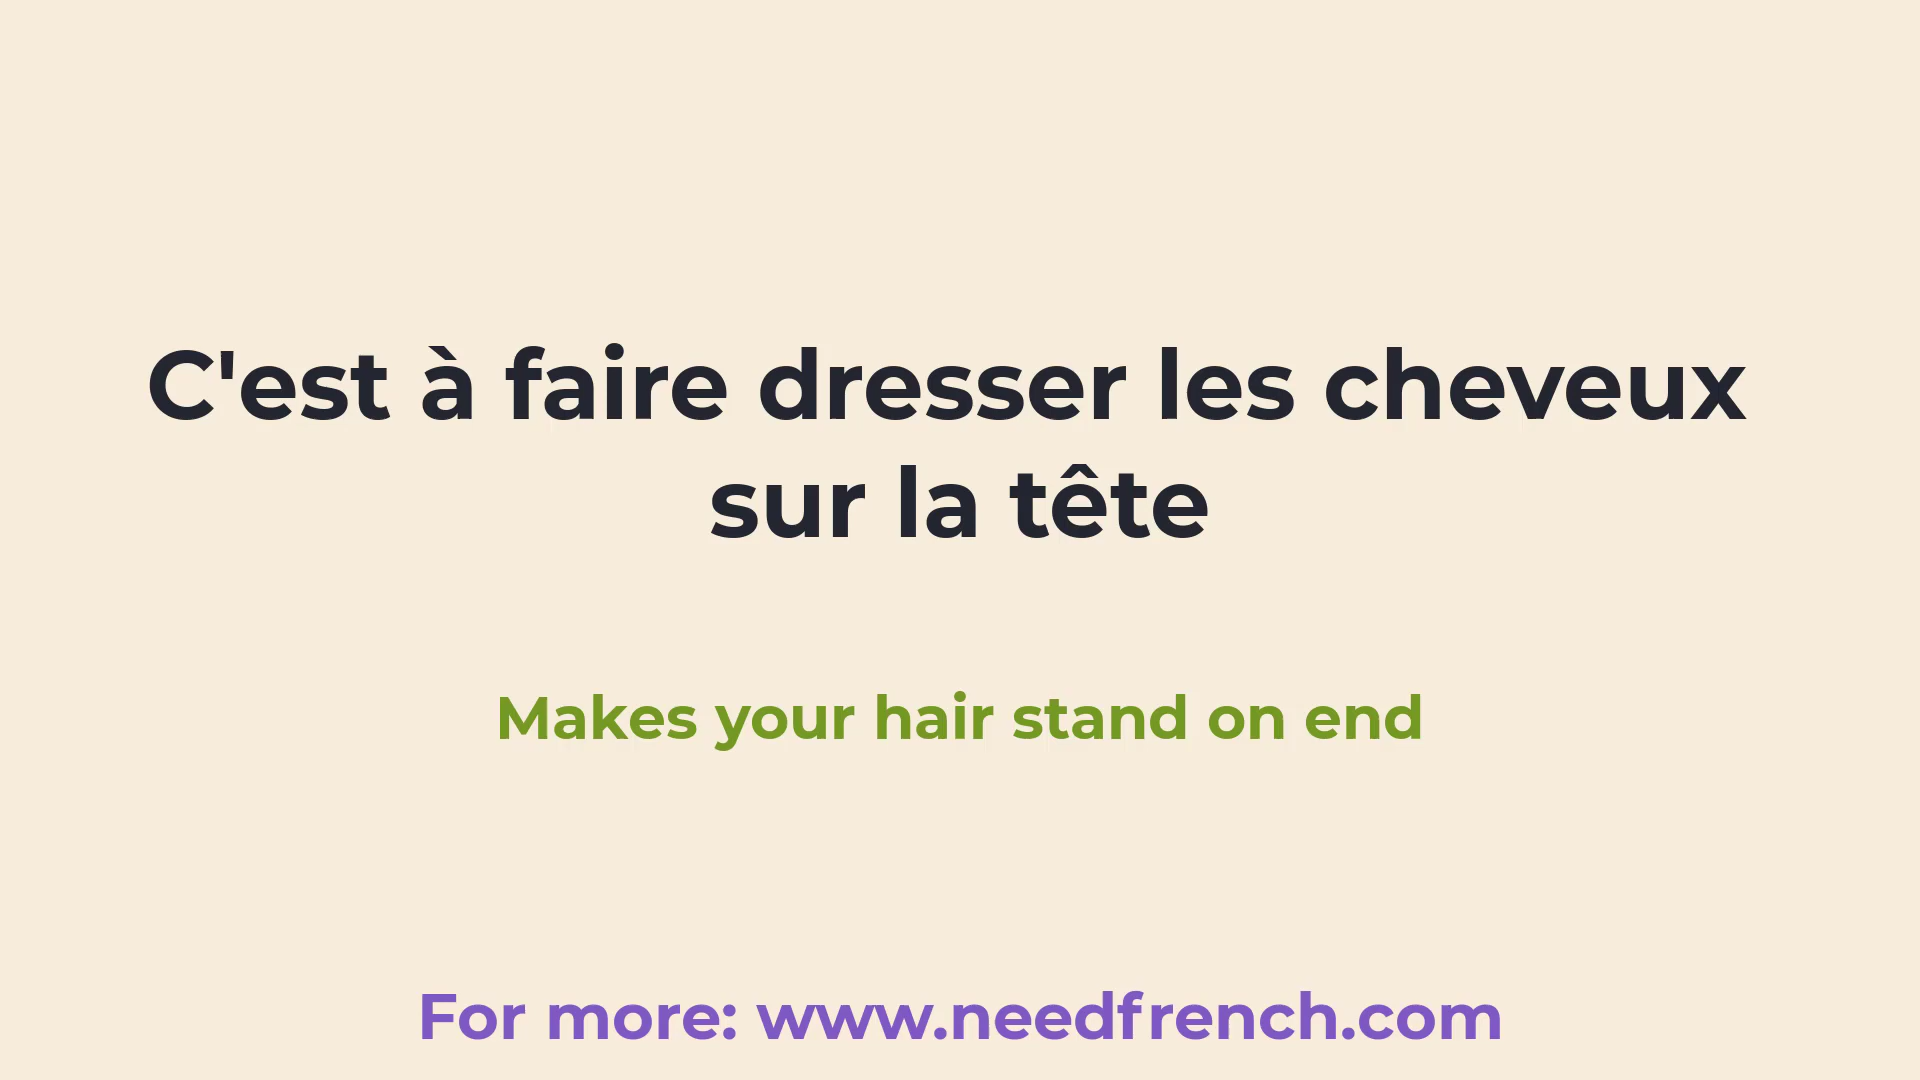 C'est à faire dresser les cheveux
sur la tête
Makes your hair stand on end
For more: www.needfrench.com